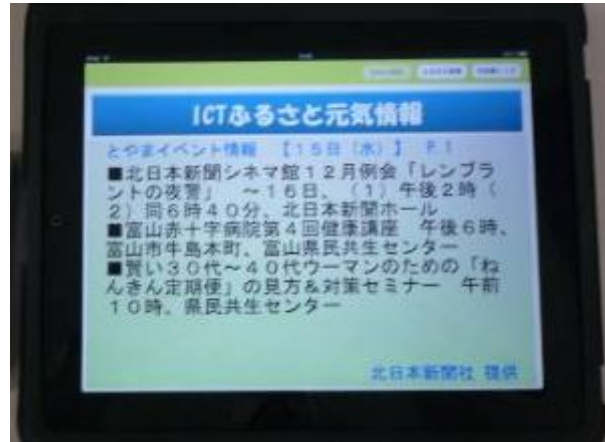 ICTふるさと元気情報
とやまイベント情報 【15日(水)】 P1
■北日本新聞シネマ館12月例会「レンブラ
ントの夜警」 ~16日、(1)午後2時(
2)同6時40分、北日本新聞ホール
■富山赤十字病院第4回健康講座 午後6時、
富山市牛島本町、富山県民共生センター
■賢い30代~40代ウーマンのための「ね
んきん定期便」の見方&対策セミナー 午前
10時、県民共生センター
北日本新聞社 提供